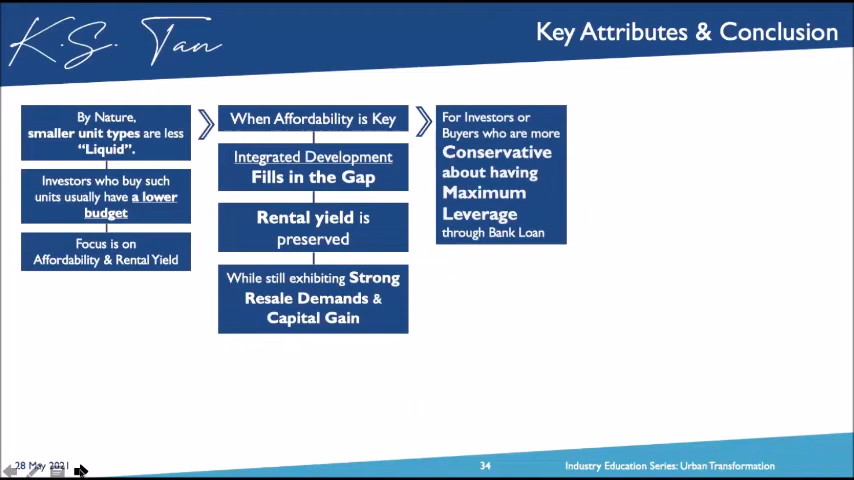 K.S. Tan
Key Attributes & Conclusion
By Nature,
smaller unit types are less
“Liquid”.
Investors who buy such
units usually have a lower
budget
Focus is on
Affordability & Rental Yield
When Affordability is Key
Integrated Development
Fills in the Gap
Rental yield is
preserved
While still exhibiting Strong
Resale Demands &
Capital Gain
For Investors or
Buyers who are more
Conservative
about having
Maximum
Leverage
through Bank Loan
28 May 2021
34
Industry Education Series: Urban Transformation